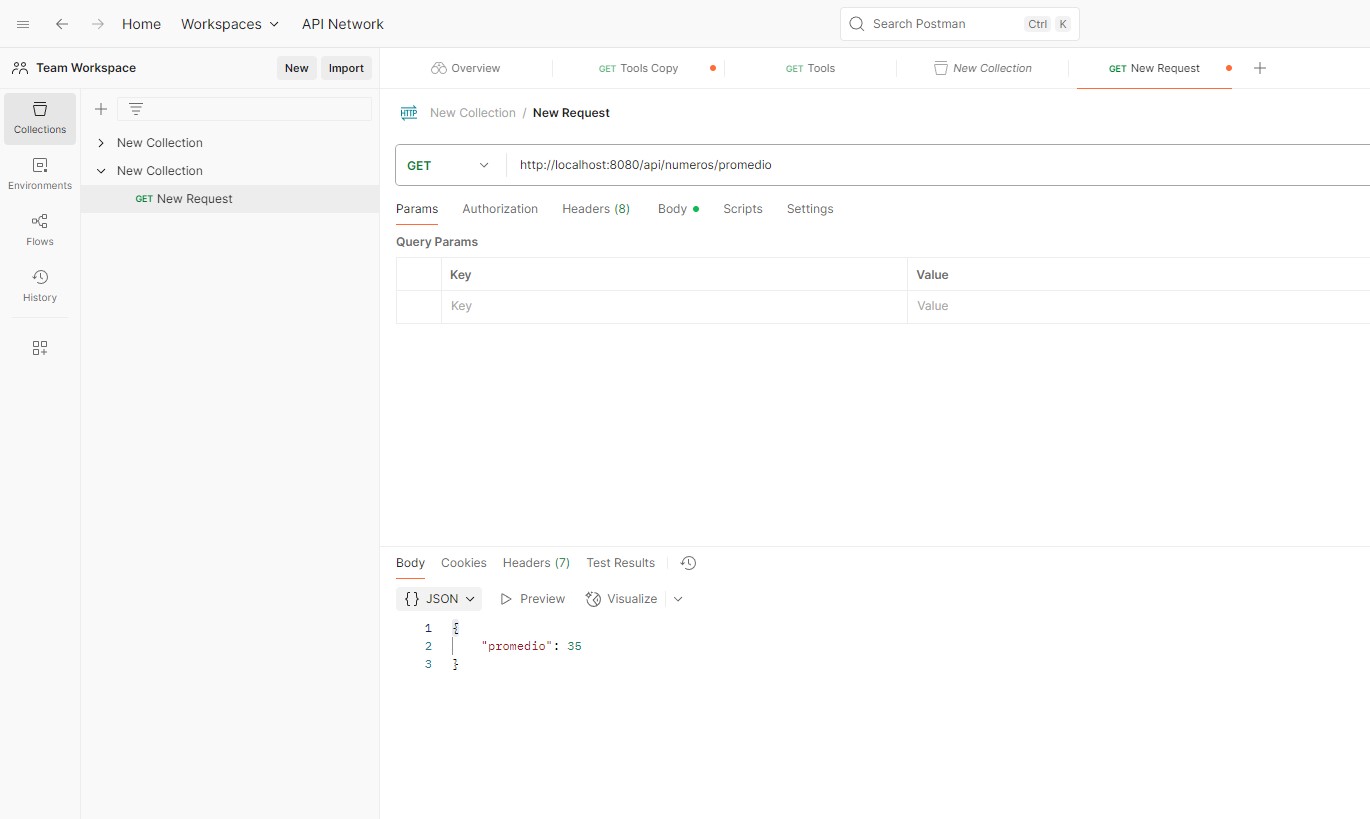 Home Workspaces API Network Search Postman Ctrl K
Team Workspace New Import Overview GET Tools Copy GET Tools New Collection GET New Request
Collections
Environments
Flows
History
New Collection
New Collection
GET New Request
HTTP New Collection / New Request
GET http://localhost:8080/api/numeros/promedio
Params Authorization Headers (8) Body Scripts Settings
Query Params
Key Value
Key Value
Body Cookies Headers (7) Test Results
{} JSON Preview Visualize
1 {
2 "promedio": 35
3 }